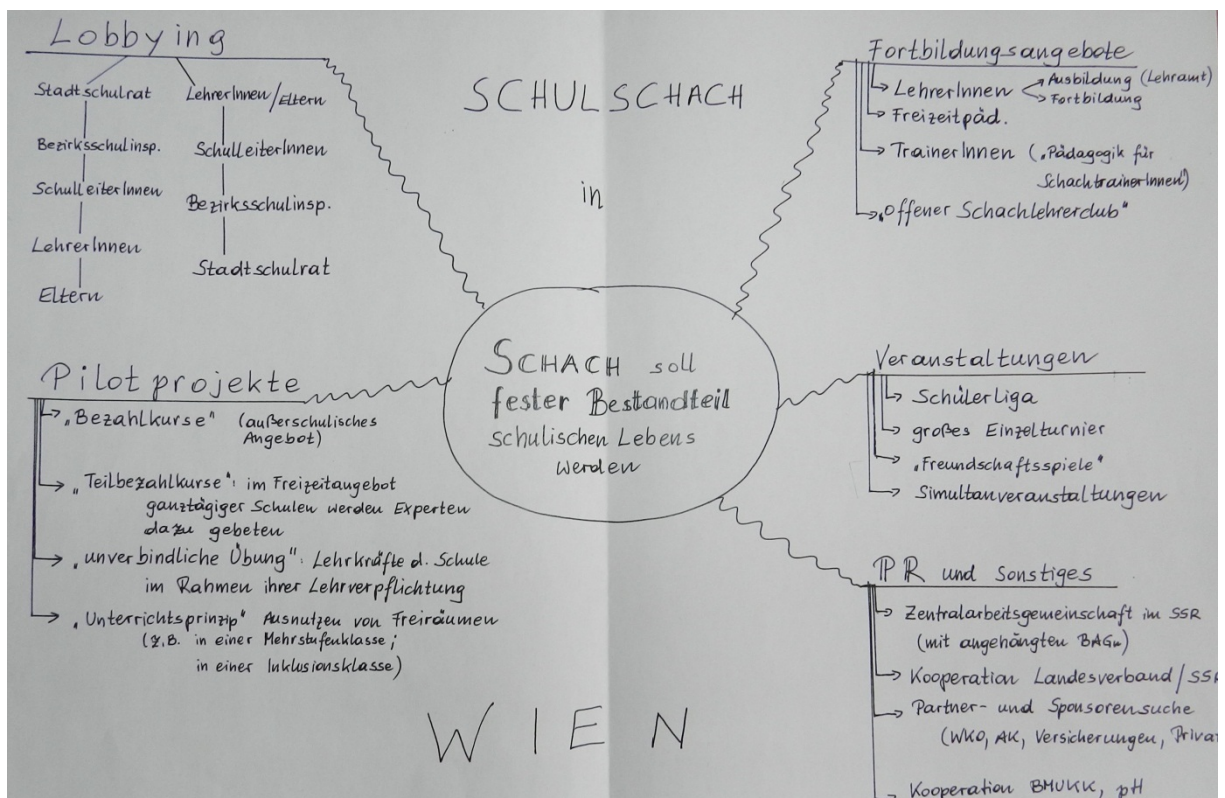 Lobbying
Stadtschulrat
Bezirksschulinsp.
SchulleiterInnen
LehrerInnen
Eltern
LehrerInnen/Eltern
SchulleiterInnen
Bezirksschulinsp.
Stadtschulrat
SCHULSCHACH
in
Fortbildungsangebote
LehrerInnen
Ausbildung (Lehramt)
Fortbildung
Freizeitpäd.
TrainerInnen („Pädagogik für
SchachtrainerInnen")
„Offener Schachlehrerclub"
SCHACH soll
fester Bestandteil
schulischen Lebens
werden
Pilotprojekte
„Bezahlkurse" (außerschulisches
Angebot)
„Teilbezahlkurse": im Freizeitangebot
ganztägiger Schulen werden Experten
dazu gebeten
„unverbindliche Übung": Lehrkräfte d. Schule
im Rahmen ihrer Lehrverpflichtung
„Unterrichtsprinzip" Ausnutzen von Freiräumen
(z.B. in einer Mehrstufenklasse;
in einer Inklusionsklasse)
Veranstaltungen
Schülerliga
großes Einzelturnier
„Freundschaftsspiele"
Simultanveranstaltungen
PR und Sonstiges
Zentralarbeitsgemeinschaft im SSR
(mit angehängten BAGn)
Kooperation Landesverband/SSR
Partner- und Sponsorensuche
(WKO, AK, Versicherungen, Privat
Kooperation BMUKK, pH
WIEN